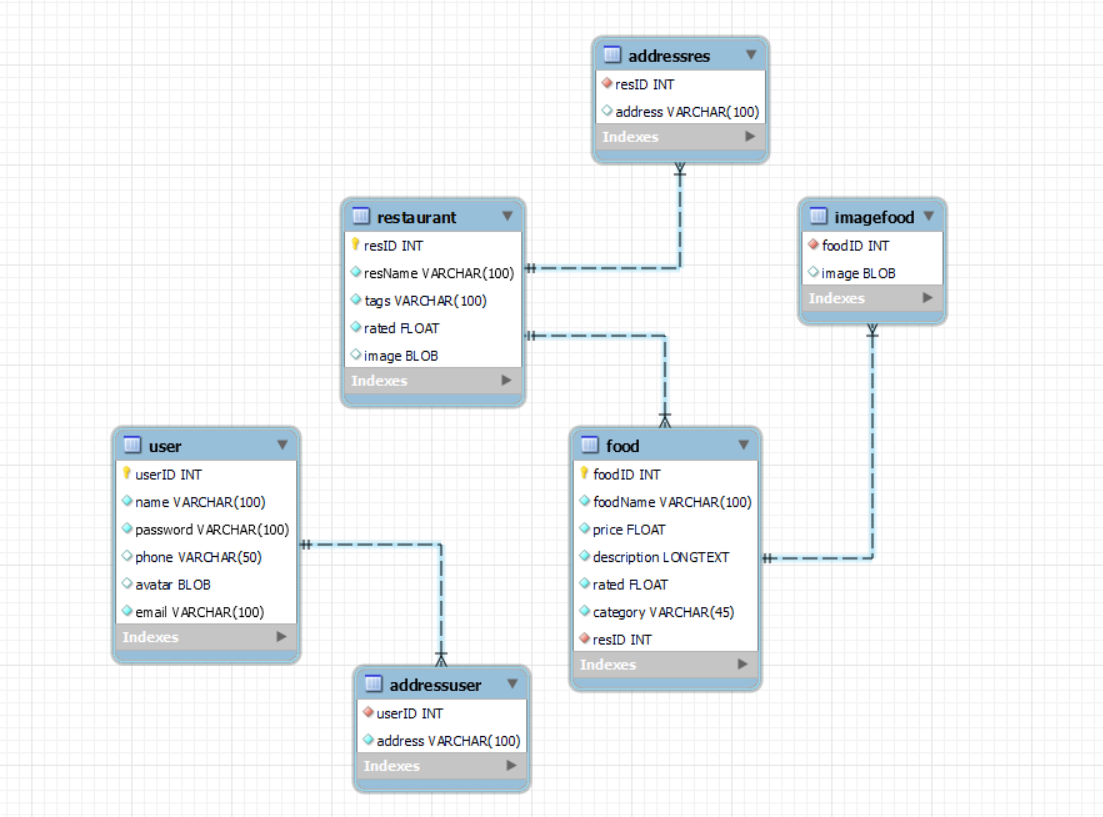 addressres
resID INT
address VARCHAR(100)
Indexes
restaurant
resID INT
resName VARCHAR(100)
tags VARCHAR(100)
rated FLOAT
image BLOB
Indexes
imagefood
foodID INT
image BLOB
Indexes
user
userID INT
name VARCHAR(100)
password VARCHAR(100)
phone VARCHAR(50)
avatar BLOB
email VARCHAR(100)
Indexes
food
foodID INT
foodName VARCHAR(100)
price FLOAT
description LONGTEXT
rated FLOAT
category VARCHAR(45)
resID INT
Indexes
addressuser
userID INT
address VARCHAR(100)
Indexes